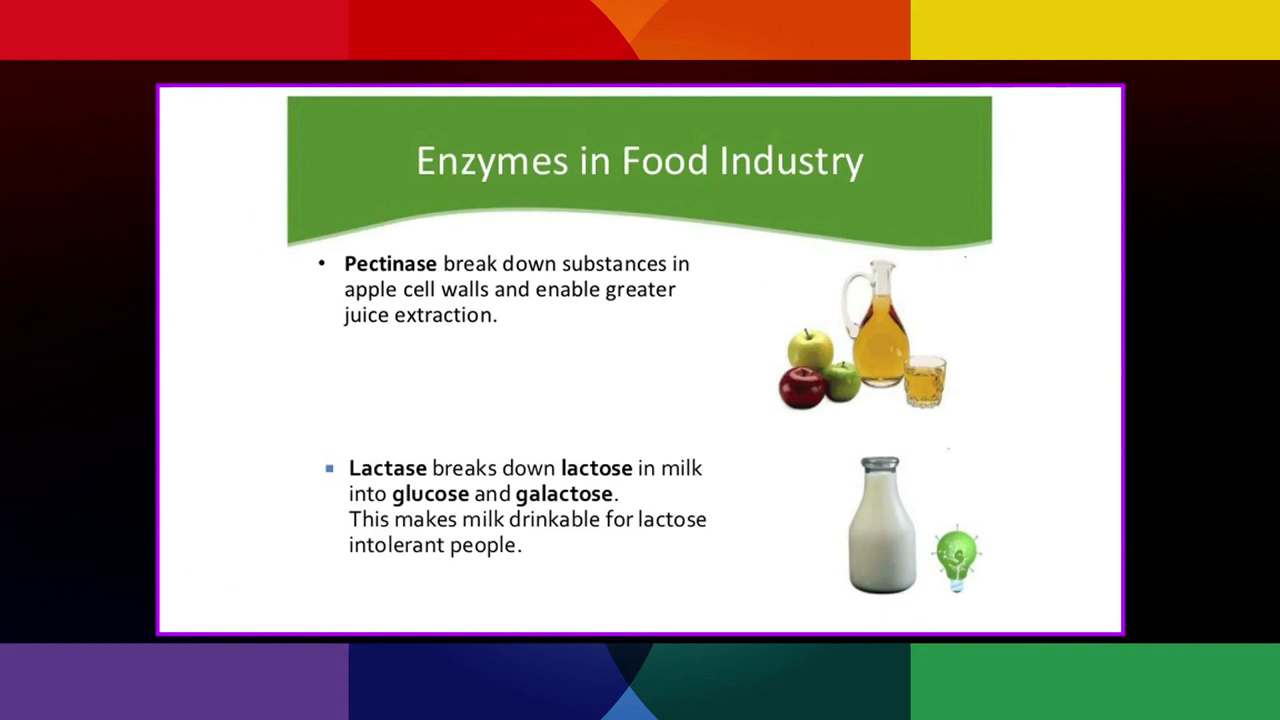 Enzymes in Food Industry
• Pectinase break down substances in
apple cell walls and enable greater
juice extraction.
▪ Lactase breaks down lactose in milk
into glucose and galactose.
This makes milk drinkable for lactose
intolerant people.